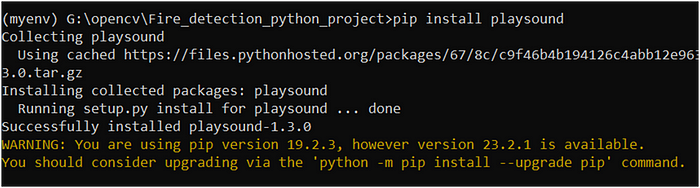 (myenv) G:\opencv\Fire_detection_python_project>pip install playsound
Collecting playsound
  Using cached https://files.pythonhosted.org/packages/67/8c/c9f46b4b194126c4abb12e963
3.0.tar.gz
Installing collected packages: playsound
  Running setup.py install for playsound ... done
Successfully installed playsound-1.3.0
WARNING: You are using pip version 19.2.3, however version 23.2.1 is available.
You should consider upgrading via the 'python -m pip install --upgrade pip' command.